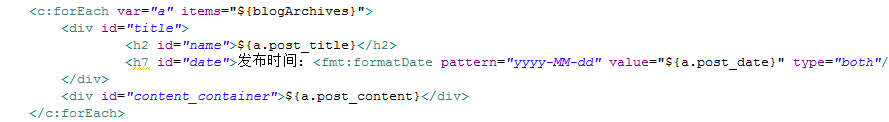 <c:forEach var="a" items="${blogArchives}">
<div id="title">
<h2 id="name">${a.post_title}</h2>
<h7 id="date">发布时间：<fmt:formatDate pattern="yyyy-MM-dd" value="${a.post_date}" type="both"/
</div>
<div id="content_container">${a.post_content}</div>
</c:forEach>